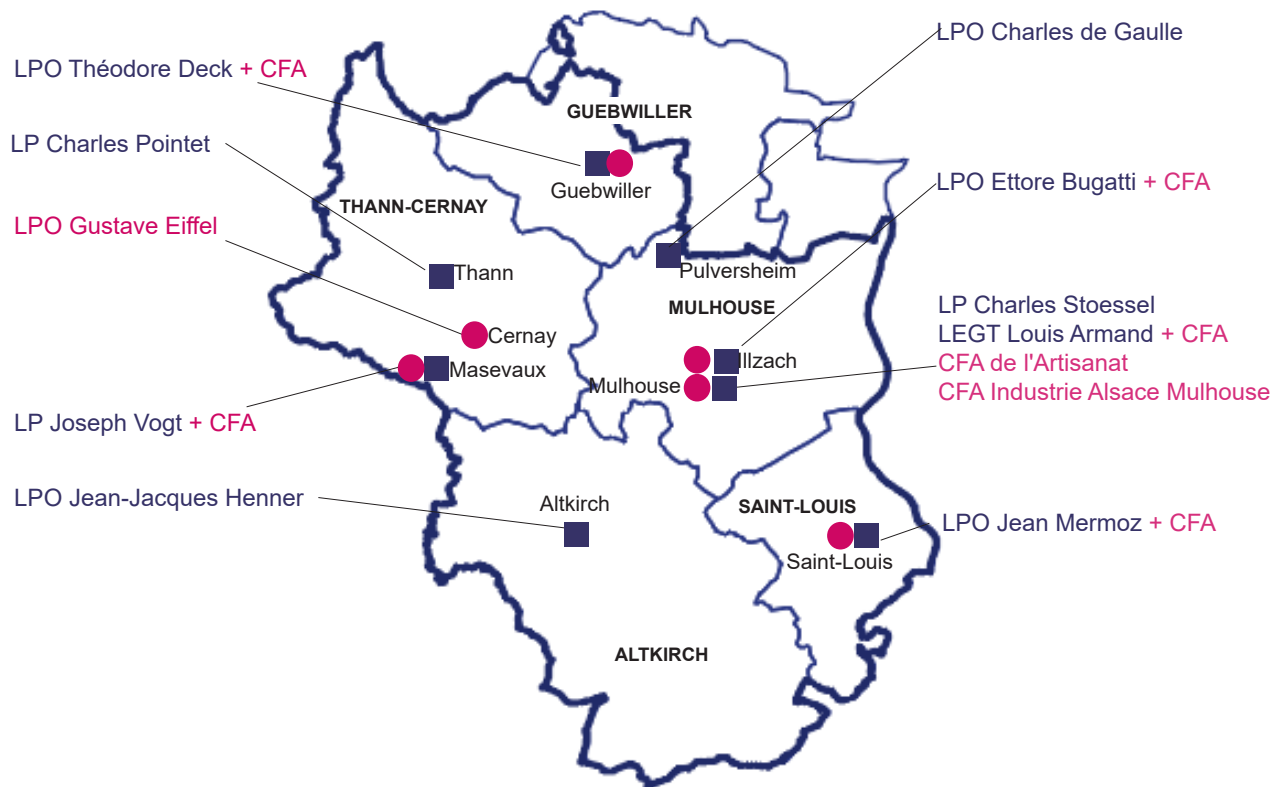 LPO Charles de Gaulle
LPO Théodore Deck + CFA
GUEBWILLER
LP Charles Pointet
Guebwiller
LPO Ettore Bugatti + CFA
THANN-CERNAY
LPO Gustave Eiffel
Thann
Pulversheim
MULHOUSE
LP Charles Stoessel
LEGT Louis Armand + CFA
CFA de l'Artisanat
CFA Industrie Alsace Mulhouse
Cernay
Illzach
Masevaux
Mulhouse
LP Joseph Vogt + CFA
LPO Jean-Jacques Henner
Altkirch
SAINT-LOUIS
LPO Jean Mermoz + CFA
Saint-Louis
ALTKIRCH